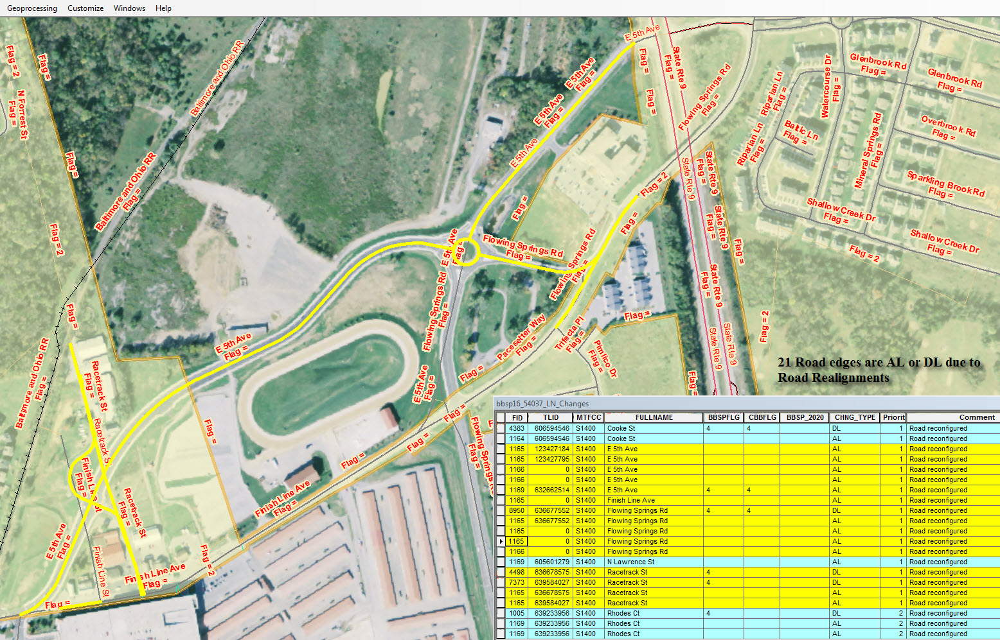 Geoprocessing Customize Windows Help
E 5th Ave
Flag = 2
Flag =
N Forrest St
Flag =
Baltimore and Ohio RR
E 5th Ave
Flag =
Flag =
State Rte 9
Flag =
Flowing Springs Rd
Flag =
Riparian Ln
Flag =
Watercourse Dr
Flag =
Glenbrook Rd
Flag =
Glenbrook Rd
Flag =
E 5th Ave
Flag =
Flag =
Riparian Ln
Flag =
Baltic Ln
Flag =
Mineral Springs Rd
Flag =
Overbrook Rd
Flag =
Flag =
Baltimore and Ohio RR
Flag =
E 5th Ave
State Rte 9
State Rte 9
Flag =
Sparkling Brook Rd
Flag =
Flag = 2
Flag =
Flag =
State Rte 9
Flag =
Shallow Creek Dr
Flag =
Flag = 2
E 5th Ave
Flag =
Flowing Springs Rd
Flag =
Flowing Springs Rd
Flag =
Flag =
Shallow Creek Dr
Flag =
Flag = 2
State Rte 9
Flag =
Flag =
Flowing Springs Rd
Flag =
Flag =
Flag = 2
E 5th Ave
Flag =
Pacesetter Way
Flag =
Trifecta Pl
Flag =
Pimlico Dr
Flag =
State Rte 9
State Rte 9
Baltimore and Ohio RR
Flag =
Racetrack St
Flag =
E 5th Ave
Flag =
Flag =
Flag =
21 Road edges are AL or DL due to
Road Realignments
Racetrack St
Flag =
Flag =
Flag =
Flag =
Flowing Springs Rd
Flag =
Finish Line St
Flag =
Finish Line Ave
Flag =
Racetrack St
Flag =
E 5th Ave
Flag =
Finish Line St
Flag = 2
Finish Line Ave
Flag =
Flag =
bbsp16_54037_LN_Changes
FID TLID MTFCC FULLNAME BBSPFLG CBBFLG BBSP_2020 CHNG_TYPE Priorit Comment
4383 606594546 S1400 Cooke St 4 4 DL 1 Road reconfigured
1164 606594546 S1400 Cooke St AL 1 Road reconfigured
1165 123427184 S1400 E 5th Ave AL 1 Road reconfigured
1165 123427795 S1400 E 5th Ave AL 1 Road reconfigured
1166 0 S1400 E 5th Ave AL 1 Road reconfigured
1166 0 S1400 E 5th Ave AL 1 Road reconfigured
1169 632662514 S1400 E 5th Ave 4 4 AL 1 Road reconfigured
1165 0 S1400 Finish Line Ave AL 1 Road reconfigured
8950 636677552 S1400 Flowing Springs Rd 4 4 DL 1 Road reconfigured
1165 636677552 S1400 Flowing Springs Rd AL 1 Road reconfigured
1165 0 S1400 Flowing Springs Rd AL 1 Road reconfigured
1165 0 S1400 Flowing Springs Rd AL 1 Road reconfigured
1166 0 S1400 Flowing Springs Rd AL 1 Road reconfigured
1169 605601279 S1400 N Lawrence St AL 1 Road reconfigured
4498 636678575 S1400 Racetrack St 4 DL 1 Road reconfigured
7373 639584027 S1400 Racetrack St 4 DL 1 Road reconfigured
1165 636678575 S1400 Racetrack St AL 1 Road reconfigured
1165 639584027 S1400 Racetrack St AL 1 Road reconfigured
1005 639233956 S1400 Rhodes Ct 4 DL 2 Road reconfigured
1169 639233956 S1400 Rhodes Ct AL 2 Road reconfigured
1169 639233956 S1400 Rhodes Ct AL 2 Road reconfigured